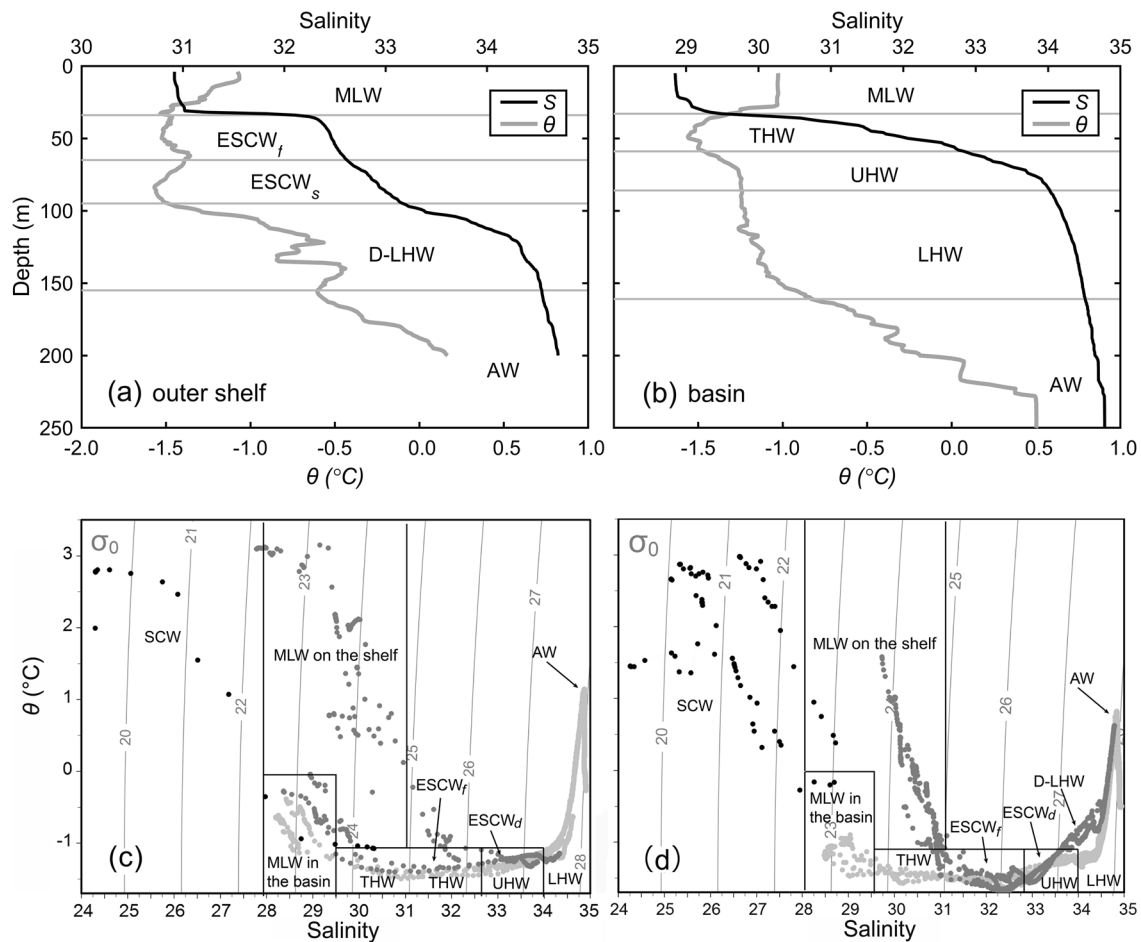 Salinity
30 31 32 33 34 35
0
50
100
150
200
250
Depth (m)
MLW
ESCWf
ESCWs
D-LHW
AW
S
θ
(a) outer shelf
-2.0 -1.5 -1.0 -0.5 0.0 0.5 1.0
θ (°C)
Salinity
29 30 31 32 33 34 35
MLW
THW
UHW
LHW
AW
S
θ
(b) basin
-1.5 -1.0 -0.5 0.0 0.5 1.0
θ (°C)
σ0
3
2
1
0
-1
θ (°C)
20
21
22
23
24
25
26
27
28
SCW
MLW on the shelf
AW
ESCWf
ESCWd
MLW in
the basin
THW
THW
UHW
LHW
(c)
24 25 26 27 28 29 30 31 32 33 34 35
Salinity
σ0
20
21
22
23
25
26
27
SCW
MLW on the shelf
AW
D-LHW
ESCWd
ESCWf
MLW in
the basin
THW
THW
UHW
LHW
(d)
24 25 26 27 28 29 30 31 32 33 34 35
Salinity